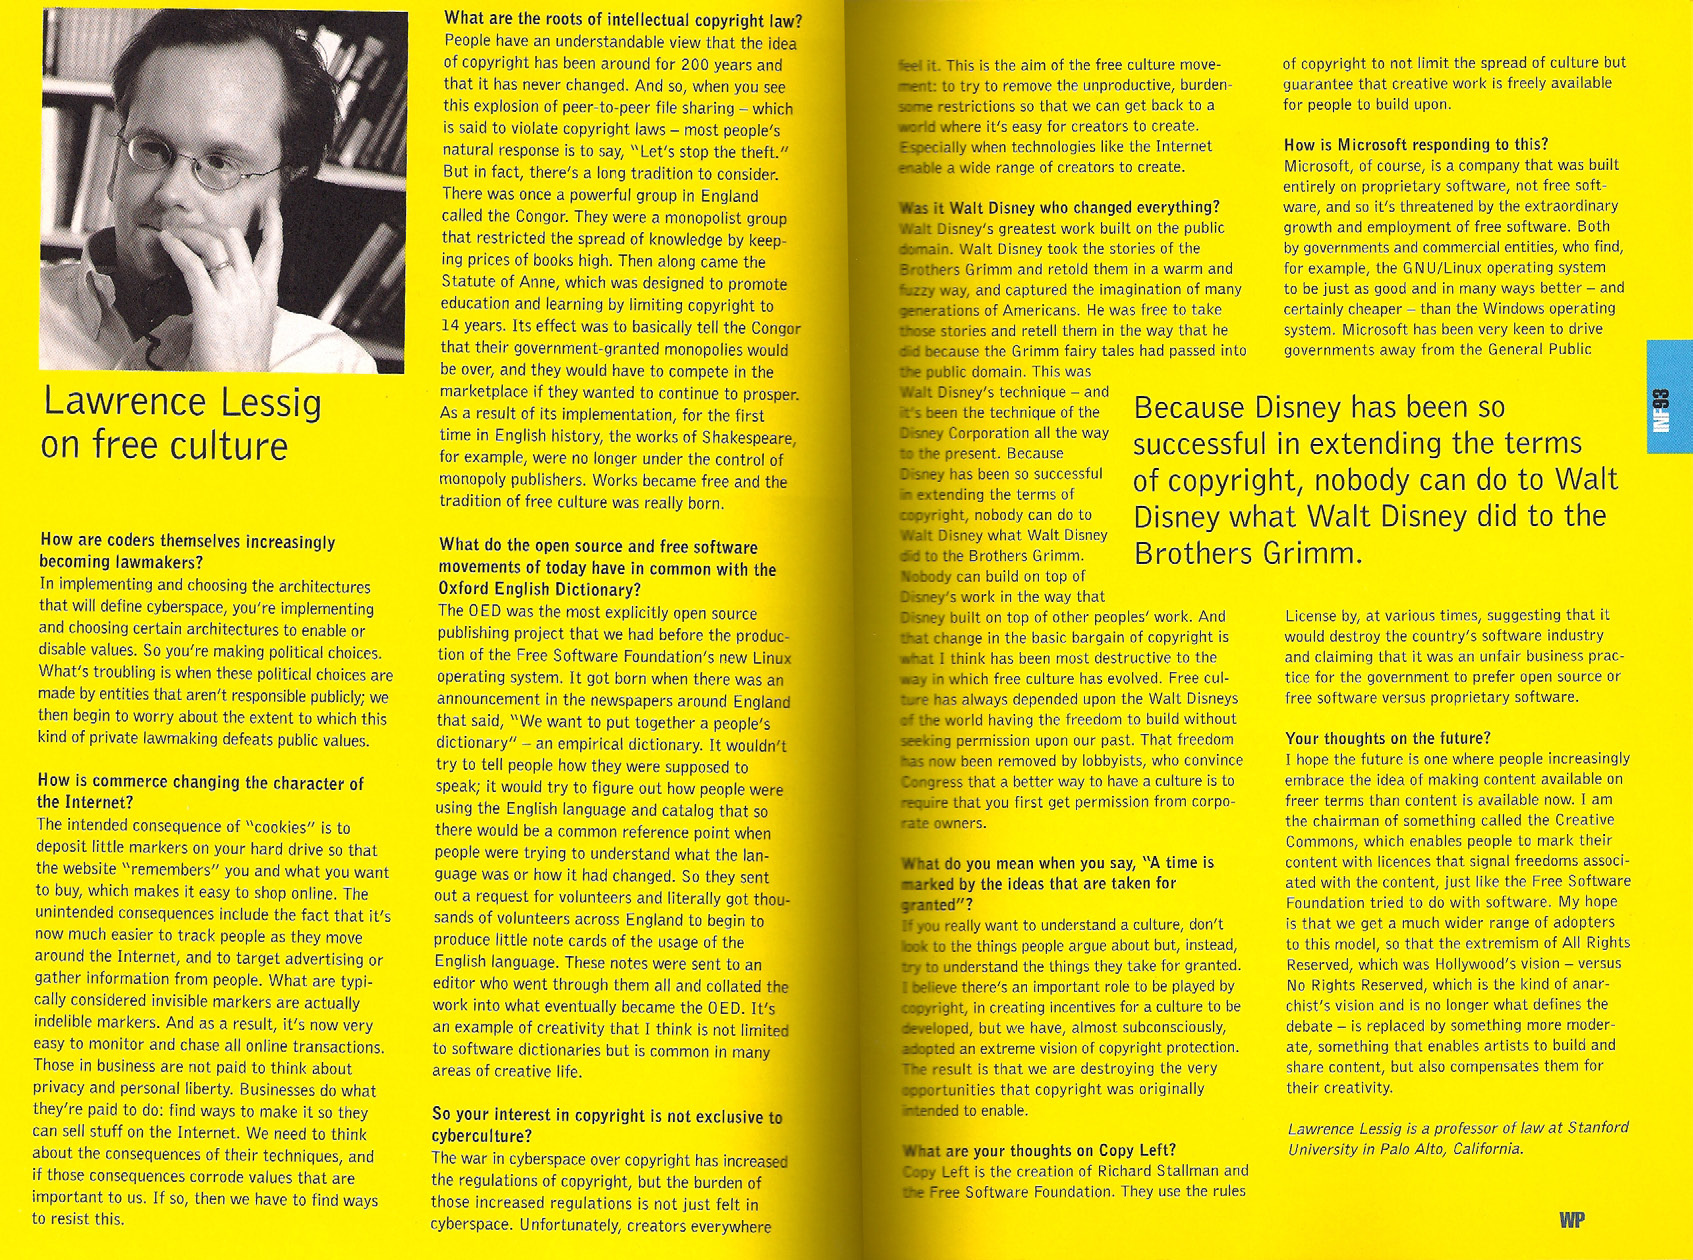 Lawrence Lessig
on free culture
How are coders themselves increasingly
becoming lawmakers?
In implementing and choosing the architectures
that will define cyberspace, you're implementing
and choosing certain architectures to enable or
disable values. So you're making political choices.
What's troubling is when these political choices are
made by entities that aren't responsible publicly; we
then begin to worry about the extent to which this
kind of private lawmaking defeats public values.
How is commerce changing the character of
the Internet?
The intended consequence of "cookies" is to
deposit little markers on your hard drive so that
the website "remembers" you and what you want
to buy, which makes it easy to shop online. The
unintended consequences include the fact that it's
now much easier to track people as they move
around the Internet, and to target advertising or
gather information from people. What are typi-
cally considered invisible markers are actually
indelible markers. And as a result, it's now very
easy to monitor and chase all online transactions.
Those in business are not paid to think about
privacy and personal liberty. Businesses do what
they're paid to do: find ways to make it so they
can sell stuff on the Internet. We need to think
about the consequences of their techniques, and
if those consequences corrode values that are
important to us. If so, then we have to find ways
to resist this.
What are the roots of intellectual copyright law?
People have an understandable view that the idea
of copyright has been around for 200 years and
that it has never changed. And so, when you see
this explosion of peer-to-peer file sharing – which
is said to violate copyright laws – most people's
natural response is to say, "Let's stop the theft."
But in fact, there's a long tradition to consider.
There was once a powerful group in England
called the Congor. They were a monopolist group
that restricted the spread of knowledge by keep-
ing prices of books high. Then along came the
Statute of Anne, which was designed to promote
education and learning by limiting copyright to
14 years. Its effect was to basically tell the Congor
that their government-granted monopolies would
be over, and they would have to compete in the
marketplace if they wanted to continue to prosper.
As a result of its implementation, for the first
time in English history, the works of Shakespeare,
for example, were no longer under the control of
monopoly publishers. Works became free and the
tradition of free culture was really born.
What do the open source and free software
movements of today have in common with the
Oxford English Dictionary?
The OED was the most explicitly open source
publishing project that we had before the produc-
tion of the Free Software Foundation's new Linux
operating system. It got born when there was an
announcement in the newspapers around England
that said, "We want to put together a people's
dictionary" – an empirical dictionary. It wouldn't
try to tell people how they were supposed to
speak; it would try to figure out how people were
using the English language and catalog that so
there would be a common reference point when
people were trying to understand what the lan-
guage was or how it had changed. So they sent
out a request for volunteers and literally got thou-
sands of volunteers across England to begin to
produce little note cards of the usage of the
English language. These notes were sent to an
editor who went through them all and collated the
work into what eventually became the OED. It's
an example of creativity that I think is not limited
to software dictionaries but is common in many
areas of creative life.
So your interest in copyright is not exclusive to
cyberculture?
The war in cyberspace over copyright has increased
the regulations of copyright, but the burden of
those increased regulations is not just felt in
cyberspace. Unfortunately, creators everywhere
feel it. This is the aim of the free culture move-
ment: to try to remove the unproductive, burden-
some restrictions so that we can get back to a
world where it's easy for creators to create.
Especially when technologies like the Internet
enable a wide range of creators to create.
Was it Walt Disney who changed everything?
Walt Disney's greatest work built on the public
domain. Walt Disney took the stories of the
Brothers Grimm and retold them in a warm and
fuzzy way, and captured the imagination of many
generations of Americans. He was free to take
those stories and retell them in the way that he
did because the Grimm fairy tales had passed into
the public domain. This was
Walt Disney's technique – and
it's been the technique of the
Disney Corporation all the way
to the present. Because
Disney has been so successful
in extending the terms of
copyright, nobody can do to
Walt Disney what Walt Disney
did to the Brothers Grimm.
Nobody can build on top of
Disney's work in the way that
Disney built on top of other peoples' work. And
that change in the basic bargain of copyright is
what I think has been most destructive to the
way in which free culture has evolved. Free cul-
ture has always depended upon the Walt Disneys
of the world having the freedom to build without
seeking permission upon our past. That freedom
has now been removed by lobbyists, who convince
Congress that a better way to have a culture is to
require that you first get permission from corpo-
rate owners.
What do you mean when you say, "A time is
marked by the ideas that are taken for
granted"?
If you really want to understand a culture, don't
look to the things people argue about but, instead,
try to understand the things they take for granted.
I believe there's an important role to be played by
copyright, in creating incentives for a culture to be
developed, but we have, almost subconsciously,
adopted an extreme vision of copyright protection.
The result is that we are destroying the very
opportunities that copyright was originally
intended to enable.
What are your thoughts on Copy Left?
Copy Left is the creation of Richard Stallman and
the Free Software Foundation. They use the rules
of copyright to not limit the spread of culture but
guarantee that creative work is freely available
for people to build upon.
How is Microsoft responding to this?
Microsoft, of course, is a company that was built
entirely on proprietary software, not free soft-
ware, and so it's threatened by the extraordinary
growth and employment of free software. Both
by governments and commercial entities, who find,
for example, the GNU/Linux operating system
to be just as good and in many ways better – and
certainly cheaper – than the Windows operating
system. Microsoft has been very keen to drive
governments away from the General Public
Because Disney has been so
successful in extending the terms
of copyright, nobody can do to Walt
Disney what Walt Disney did to the
Brothers Grimm.
License by, at various times, suggesting that it
would destroy the country's software industry
and claiming that it was an unfair business prac-
tice for the government to prefer open source or
free software versus proprietary software.
Your thoughts on the future?
I hope the future is one where people increasingly
embrace the idea of making content available on
freer terms than content is available now. I am
the chairman of something called the Creative
Commons, which enables people to mark their
content with licences that signal freedoms associ-
ated with the content, just like the Free Software
Foundation tried to do with software. My hope
is that we get a much wider range of adopters
to this model, so that the extremism of All Rights
Reserved, which was Hollywood's vision – versus
No Rights Reserved, which is the kind of anar-
chist's vision and is no longer what defines the
debate – is replaced by something more moder-
ate, something that enables artists to build and
share content, but also compensates them for
their creativity.
Lawrence Lessig is a professor of law at Stanford
University in Palo Alto, California.
INF93
WP